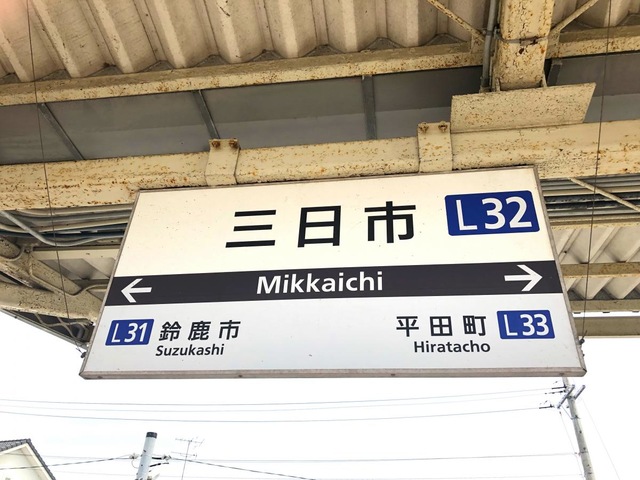 三日市 L32
← Mikkaichi →
L31 鈴鹿市 平田町 L33
Suzukashi Hiratacho